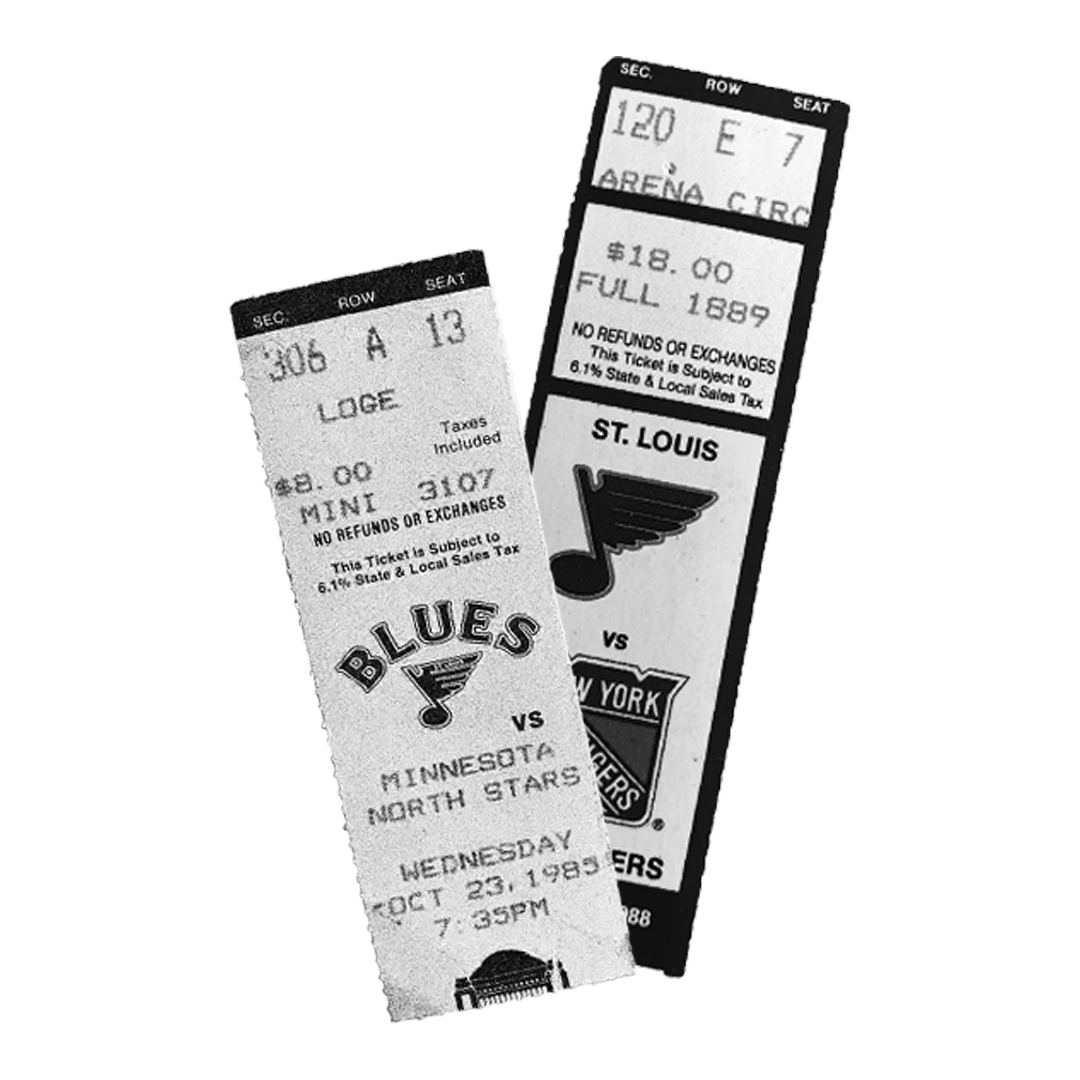 SEC. ROW SEAT
306 A 13
LOGE
Taxes
Included
$8.00
MINI 3107
NO REFUNDS OR EXCHANGES
This Ticket is Subject to
6.1% State & Local Sales Tax
BLUES
VS
MINNESOTA
NORTH STARS
WEDNESDAY
OCT 23,1985
7:35PM
SEC. ROW SEAT
120 E 7
ARENA CIRC
$18.00
FULL 1889
NO REFUNDS OR EXCHANGES
This Ticket is Subject to
6.1% State & Local Sales Tax
ST. LOUIS
VS
W YORK
GERS
®
ERS
988